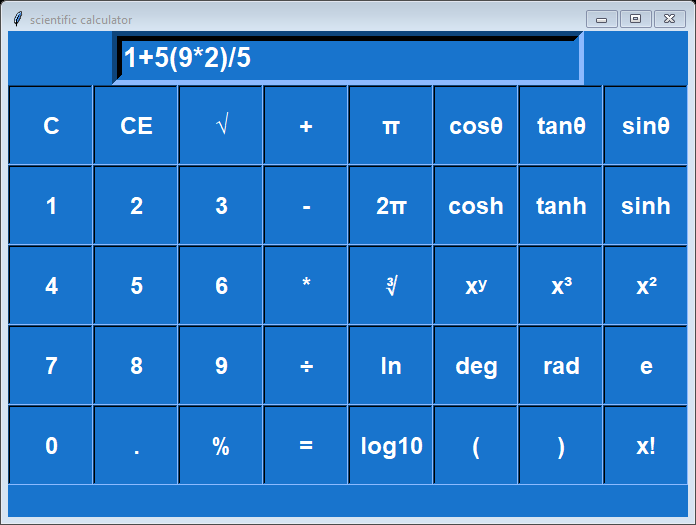 scientific calculator
1+5(9*2)/5
C CE √ + π cosθ tanθ sinθ
1 2 3 - 2π cosh tanh sinh
4 5 6 * ∛ xʸ x³ x²
7 8 9 ÷ ln deg rad e
0 . % = log10 ( ) x!